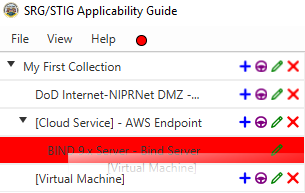 SRG/STIG Applicability Guide
File View Help
My First Collection
DoD Internet-NIPRNet DMZ -...
[Cloud Service] - AWS Endpoint
BIND 9.x Server - Bind Server
[Virtual Machine]
[Virtual Machine]